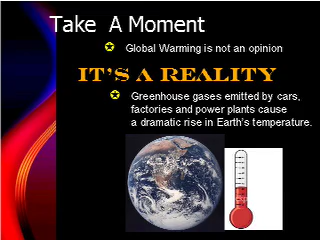 Take A Moment
Global Warming is not an opinion
IT'S A REALITY
Greenhouse gases emitted by cars,
factories and power plants cause
a dramatic rise in Earth's temperature.